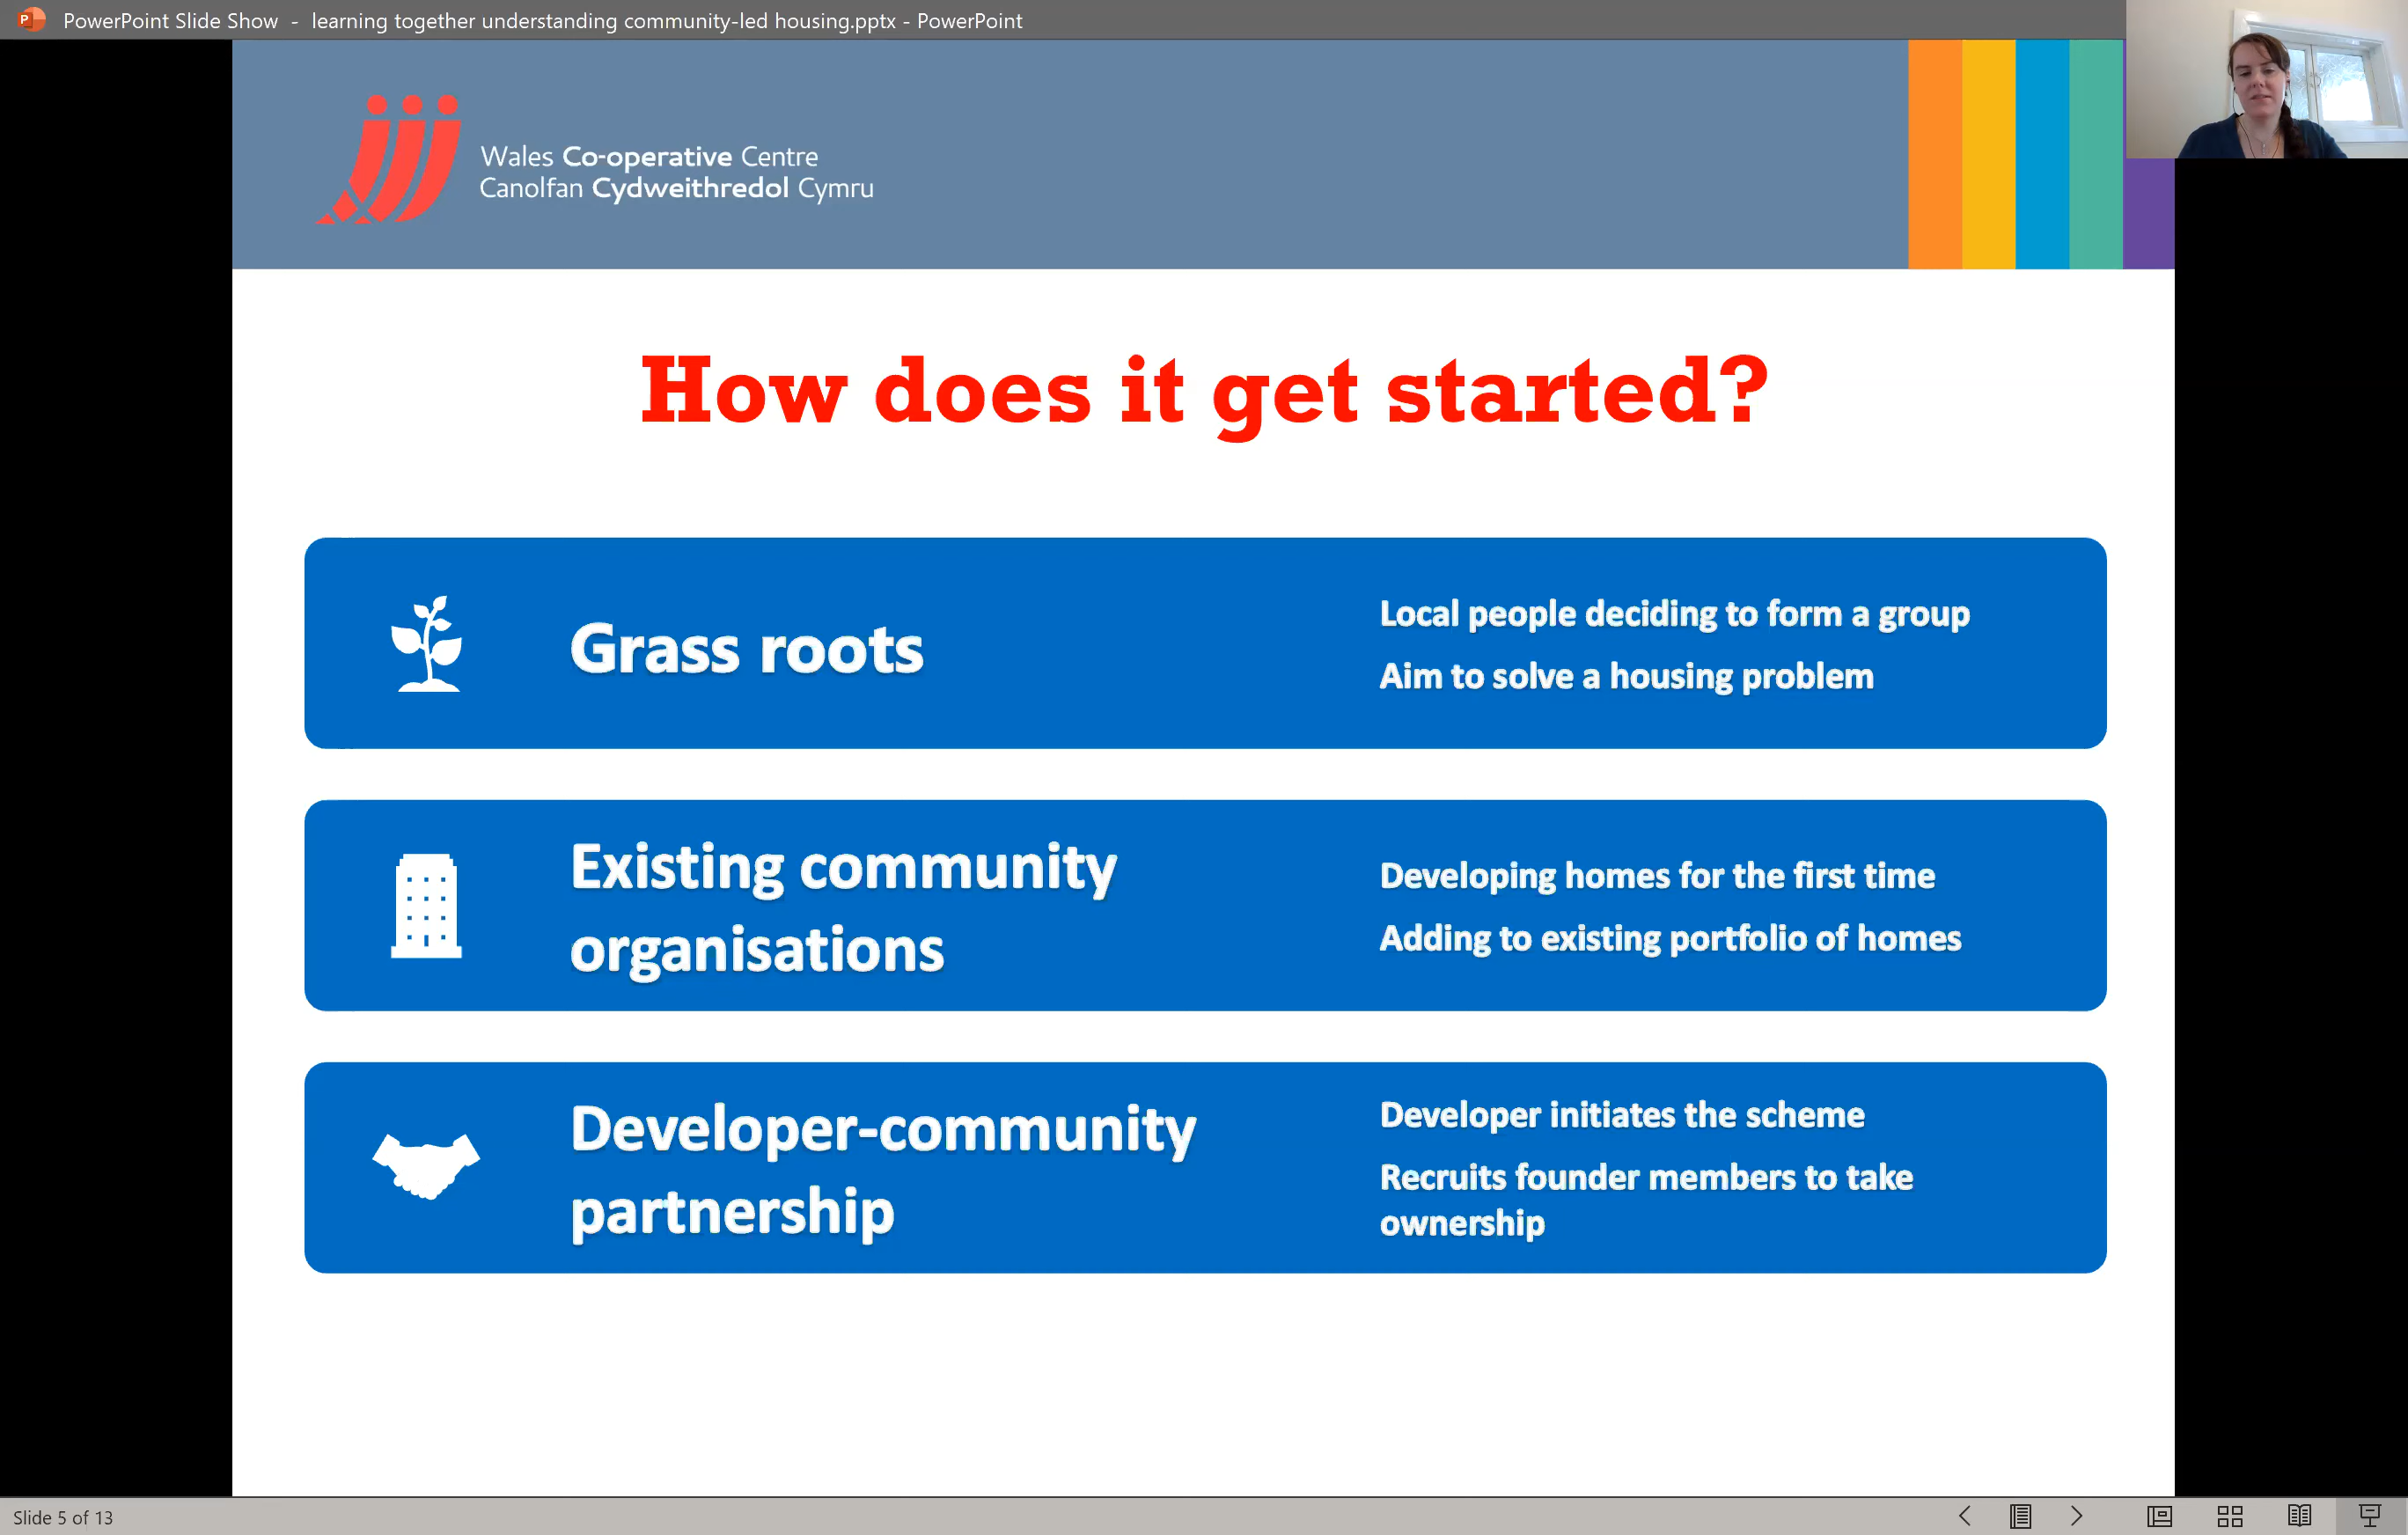 PowerPoint Slide Show - learning together understanding community-led housing.pptx - PowerPoint
Wales Co-operative Centre
Canolfan Cydweithredol Cymru
How does it get started?
Grass roots
Local people deciding to form a group
Aim to solve a housing problem
Existing community
organisations
Developing homes for the first time
Adding to existing portfolio of homes
Developer-community
partnership
Developer initiates the scheme
Recruits founder members to take
ownership
Slide 5 of 13